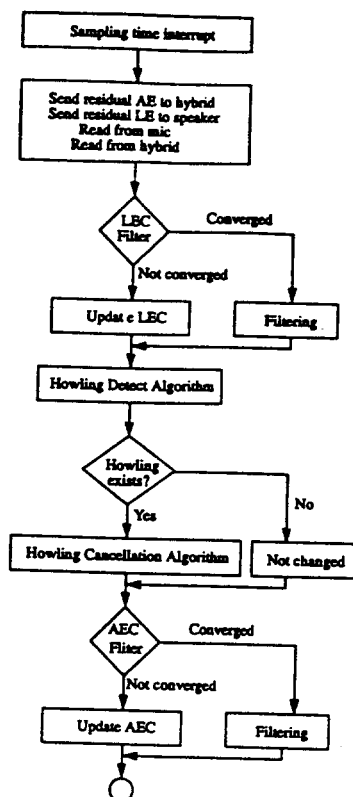 Sampling time interrupt
Send residual AE to hybrid
Send residual LE to speaker
Read from mic
Read from hybrid
LEC
Filter
Converged
Not converged
Updat e LEC
Filtering
Howling Detect Algorithm
Howling
exists?
No
Yes
Howling Cancellation Algorithm
Not changed
AEC
Fliter
Converged
Not converged
Update AEC
Filtering